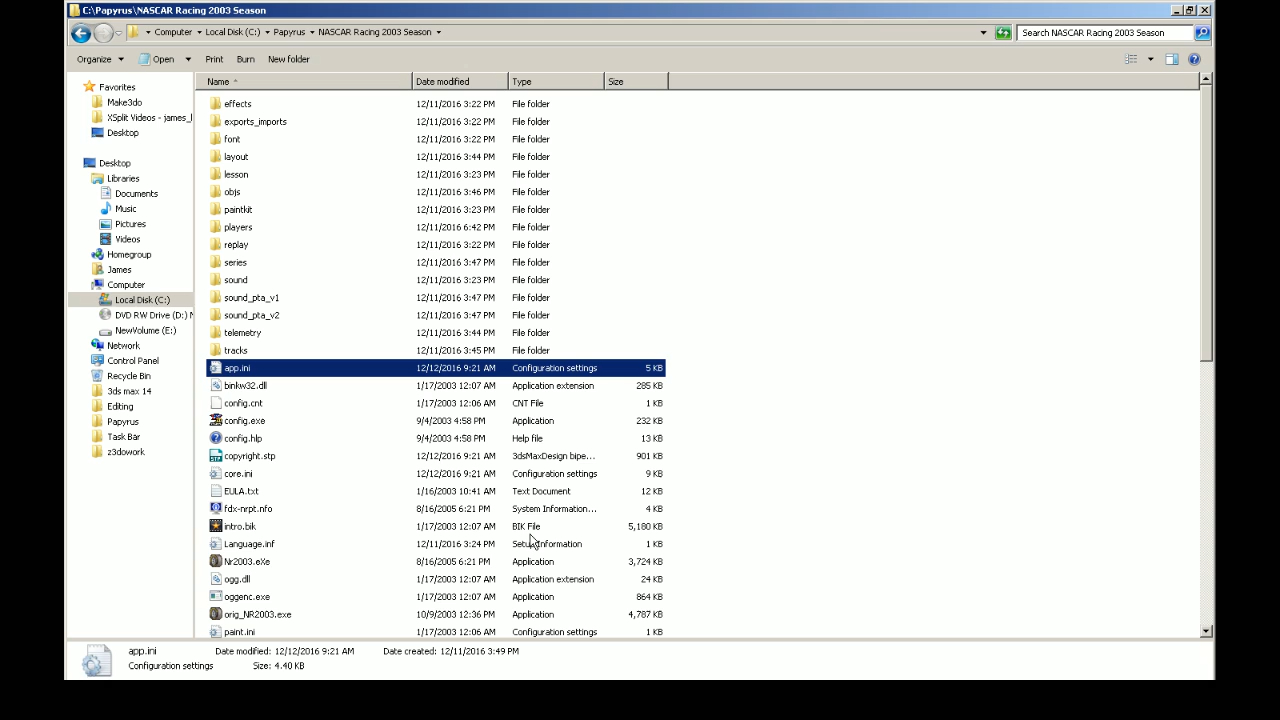 C:\Papyrus\NASCAR Racing 2003 Season
Computer Local Disk (C:) Papyrus NASCAR Racing 2003 Season Search NASCAR Racing 2003 Season
Organize Open Print Burn New folder
Favorites
Make3do
XSplit Videos - james_l
Desktop
Desktop
Libraries
Documents
Music
Pictures
Videos
Homegroup
James
Computer
Local Disk (C:)
DVD RW Drive (D:)
NewVolume (E:)
Network
Control Panel
Recycle Bin
3ds max 14
Editing
Papyrus
Task Bar
z3dowork
Name Date modified Type Size
effects 12/11/2016 3:22 PM File folder
exports_imports 12/11/2016 3:22 PM File folder
font 12/11/2016 3:22 PM File folder
layout 12/11/2016 3:44 PM File folder
lesson 12/11/2016 3:23 PM File folder
objs 12/11/2016 3:46 PM File folder
paintkit 12/11/2016 3:23 PM File folder
players 12/11/2016 6:42 PM File folder
replay 12/11/2016 3:22 PM File folder
series 12/11/2016 3:47 PM File folder
sound 12/11/2016 3:23 PM File folder
sound_pta_v1 12/11/2016 3:47 PM File folder
sound_pta_v2 12/11/2016 3:47 PM File folder
telemetry 12/11/2016 3:44 PM File folder
tracks 12/11/2016 3:45 PM File folder
app.ini 12/12/2016 9:21 AM Configuration settings 5 KB
binkw32.dll 1/17/2003 12:07 AM Application extension 285 KB
config.cnt 1/17/2003 12:06 AM CNT File 1 KB
config.exe 9/4/2003 4:58 PM Application 232 KB
config.hlp 9/4/2003 4:58 PM Help file 13 KB
copyright.stp 12/12/2016 9:21 AM 3dsMaxDesign bipe... 901 KB
core.ini 12/12/2016 9:21 AM Configuration settings 9 KB
EULA.txt 1/16/2003 10:41 AM Text Document 12 KB
fdx-nrpt.nfo 8/16/2005 6:21 PM System Information... 4 KB
intro.bik 1/17/2003 12:07 AM BIK File 5,180 KB
Language.inf 12/11/2016 3:24 PM Setup Information 1 KB
Nr2003.eXe 8/16/2005 6:21 PM Application 3,724 KB
ogg.dll 1/17/2003 12:07 AM Application extension 24 KB
oggenc.exe 1/17/2003 12:07 AM Application 864 KB
orig_NR2003.exe 10/9/2003 12:36 PM Application 4,787 KB
paint.ini 1/17/2003 12:06 AM Configuration settings 1 KB
app.ini Date modified: 12/12/2016 9:21 AM Date created: 12/11/2016 3:49 PM
Configuration settings Size: 4.40 KB